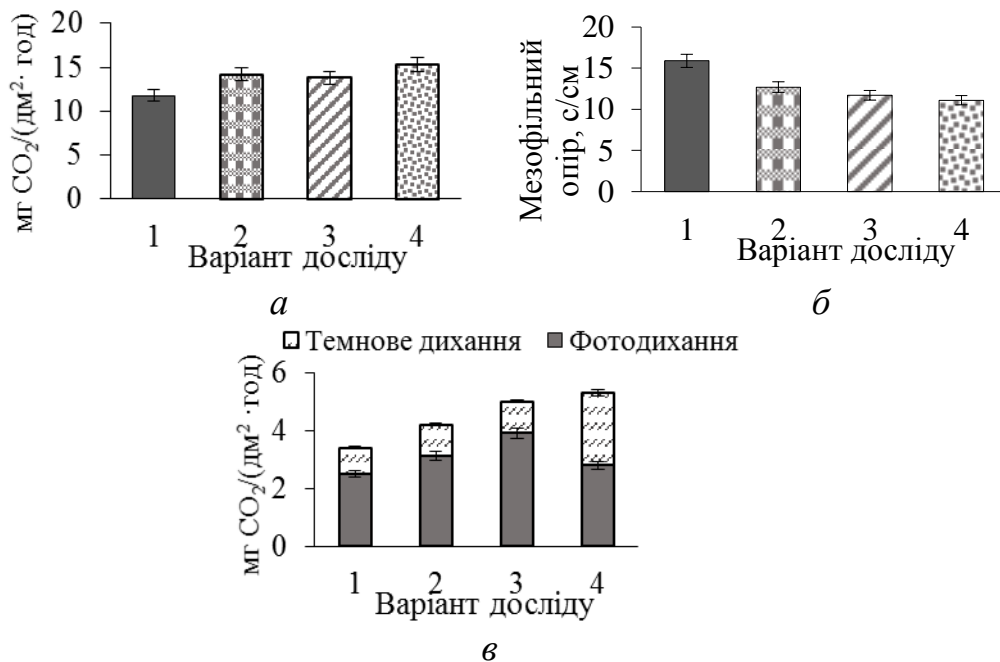 мг CO₂/(дм²· год)
20
15
10
5
0
1 2 3 4
Варіант досліду
а
Мезофільний
опір, с/см
20
15
10
5
0
1 2 3 4
Варіант досліду
б
Темнове дихання Фотодихання
мг CO₂/(дм² ·год)
6
4
2
0
1 2 3 4
Варіант досліду
в